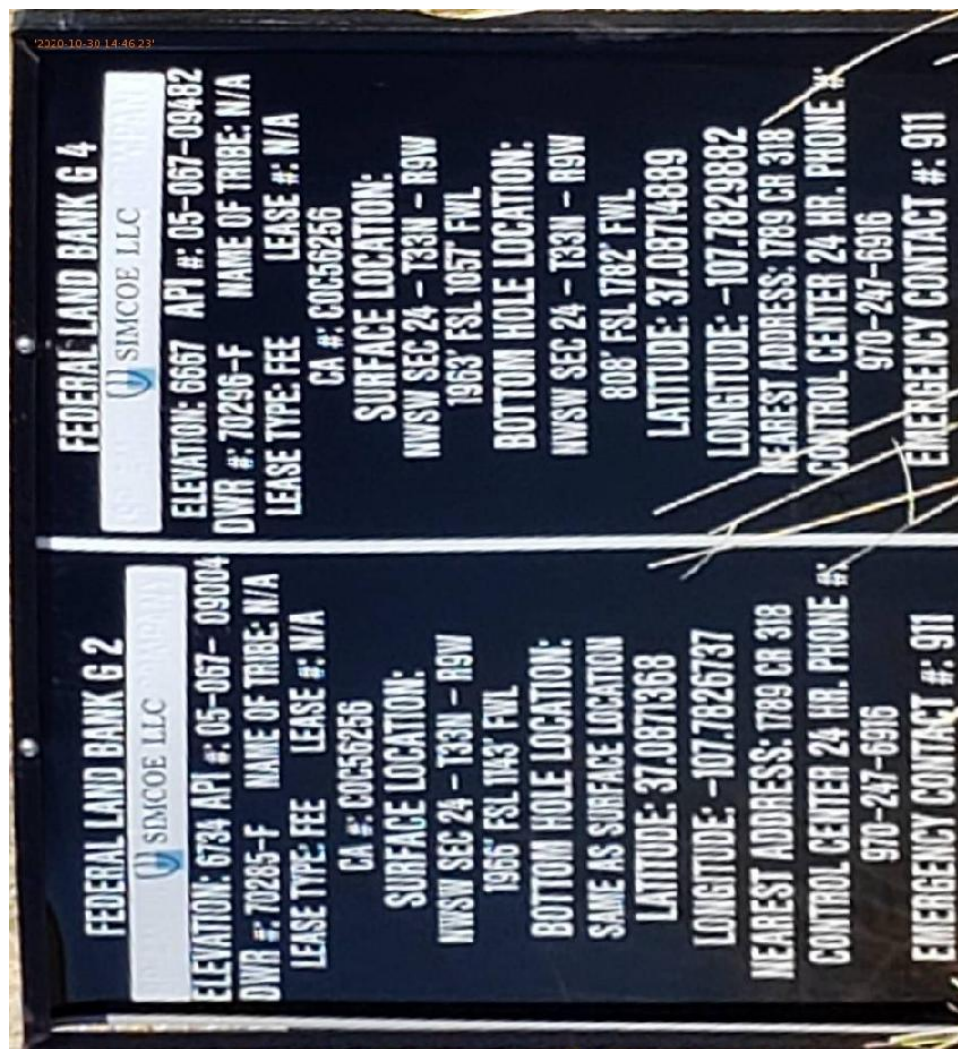 '2020-10-30 14:46:23'
FEDERAL LAND BANK G 2
SIMCOE LLC
ELEVATION: 6734 API #: 05-067- 09004
DWR #: 70285-F NAME OF TRIBE: N/A
LEASE TYPE: FEE LEASE #: N/A
CA #: COC56256
SURFACE LOCATION:
NWSW SEC 24 - T33N - R9W
1966' FSL 1143' FWL
BOTTOM HOLE LOCATION:
SAME AS SURFACE LOCATION
LATITUDE: 37.0871368
LONGITUDE: -107.7826737
NEAREST ADDRESS: 1789 CR 318
CONTROL CENTER 24 HR. PHONE #:
970-247-6916
EMERGENCY CONTACT #: 911
FEDERAL LAND BANK G 4
SIMCOE LLC
ELEVATION: 6667 API #: 05-067-09482
DWR #: 70296-F NAME OF TRIBE: N/A
LEASE TYPE: FEE LEASE #: N/A
CA #: COC56256
SURFACE LOCATION:
NWSW SEC 24 - T33N - R9W
1963' FSL 1057' FWL
BOTTOM HOLE LOCATION:
NWSW SEC 24 - T33N - R9W
808' FSL 1782' FWL
LATITUDE: 37.08714889
LONGITUDE: -107.7829882
NEAREST ADDRESS: 1789 CR 318
CONTROL CENTER 24 HR. PHONE #:
970-247-6916
EMERGENCY CONTACT #: 911